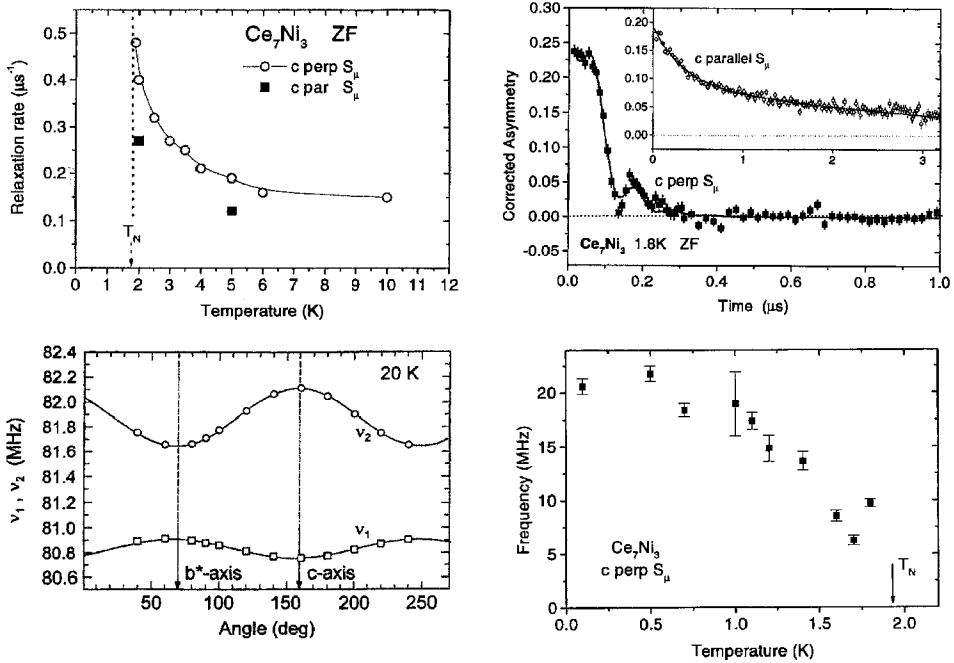 Ce7Ni3 ZF
c perp Sμ
c par Sμ
Relaxation rate (μs-1)
0.5
0.4
0.3
0.2
0.1
0.0
TN
0 1 2 3 4 5 6 7 8 9 10 11 12
Temperature (K)
Corrected Asymmetry
0.30
0.25
0.20
0.15
0.10
0.05
0.00
-0.05
0.20
0.15
0.10
0.05
0.00
c parallel Sμ
0 1 2 3
c perp Sμ
Ce7Ni3 1.8K ZF
0.0 0.2 0.4 0.6 0.8 1.0
Time (μs)
ν1 , ν2 (MHz)
82.4
82.2
82.0
81.8
81.6
81.4
81.2
81.0
80.8
80.6
20 K
ν2
ν1
b*-axis
c-axis
50 100 150 200 250
Angle (deg)
Frequency (MHz)
20
15
10
5
0
Ce7Ni3
c perp Sμ
TN
0.0 0.5 1.0 1.5 2.0
Temperature (K)